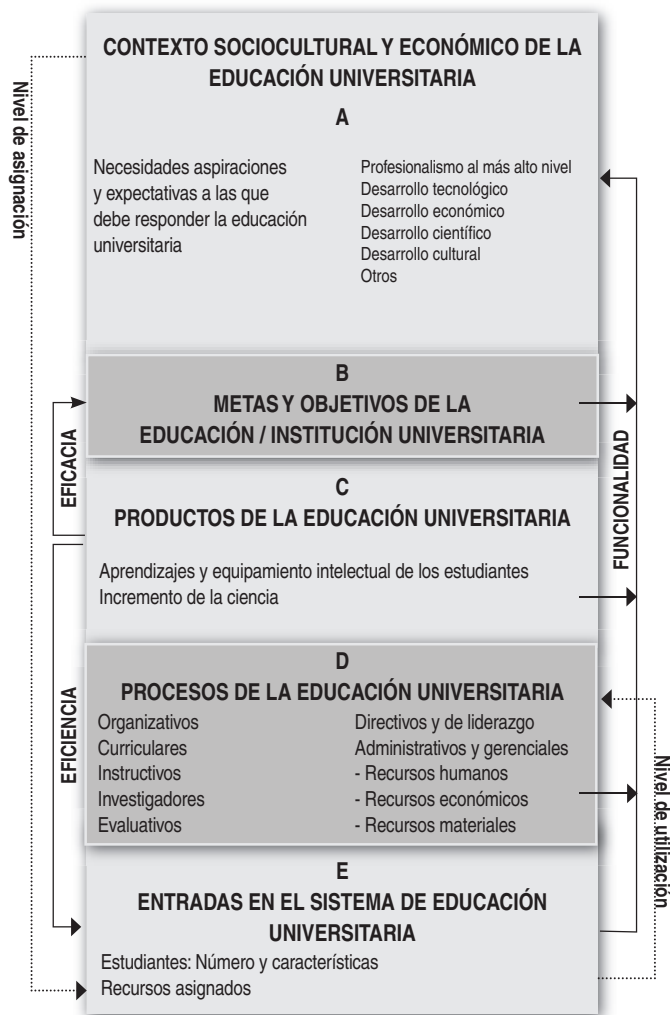 CONTEXTO SOCIOCULTURAL Y ECONÓMICO DE LA
EDUCACIÓN UNIVERSITARIA
A
Necesidades aspiraciones
y expectativas a las que
debe responder la educación
universitaria
Profesionalismo al más alto nivel
Desarrollo tecnológico
Desarrollo económico
Desarrollo científico
Desarrollo cultural
Otros
Nivel de asignación
B
METAS Y OBJETIVOS DE LA
EDUCACIÓN / INSTITUCIÓN UNIVERSITARIA
EFICACIA
FUNCIONALIDAD
C
PRODUCTOS DE LA EDUCACIÓN UNIVERSITARIA
Aprendizajes y equipamiento intelectual de los estudiantes
Incremento de la ciencia
EFICIENCIA
D
PROCESOS DE LA EDUCACIÓN UNIVERSITARIA
Organizativos
Curriculares
Instructivos
Investigadores
Evaluativos
Directivos y de liderazgo
Administrativos y gerenciales
- Recursos humanos
- Recursos económicos
- Recursos materiales
Nivel de utilización
E
ENTRADAS EN EL SISTEMA DE EDUCACIÓN
UNIVERSITARIA
Estudiantes: Número y características
Recursos asignados